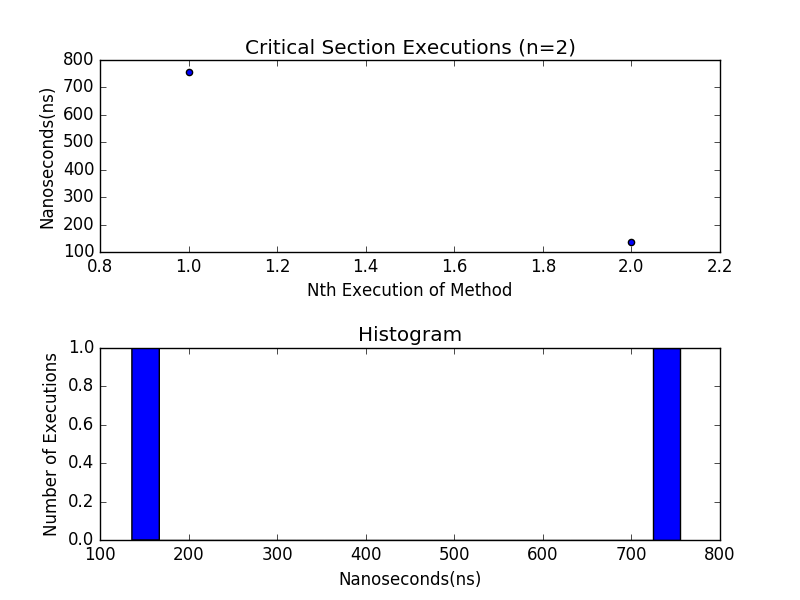 Critical Section Executions (n=2)
800
700
600
500
400
300
200
100
Nanoseconds(ns)
0.8 1.0 1.2 1.4 1.6 1.8 2.0 2.2
Nth Execution of Method
Histogram
1.0
0.8
0.6
0.4
0.2
0.0
Number of Executions
100 200 300 400 500 600 700 800
Nanoseconds(ns)